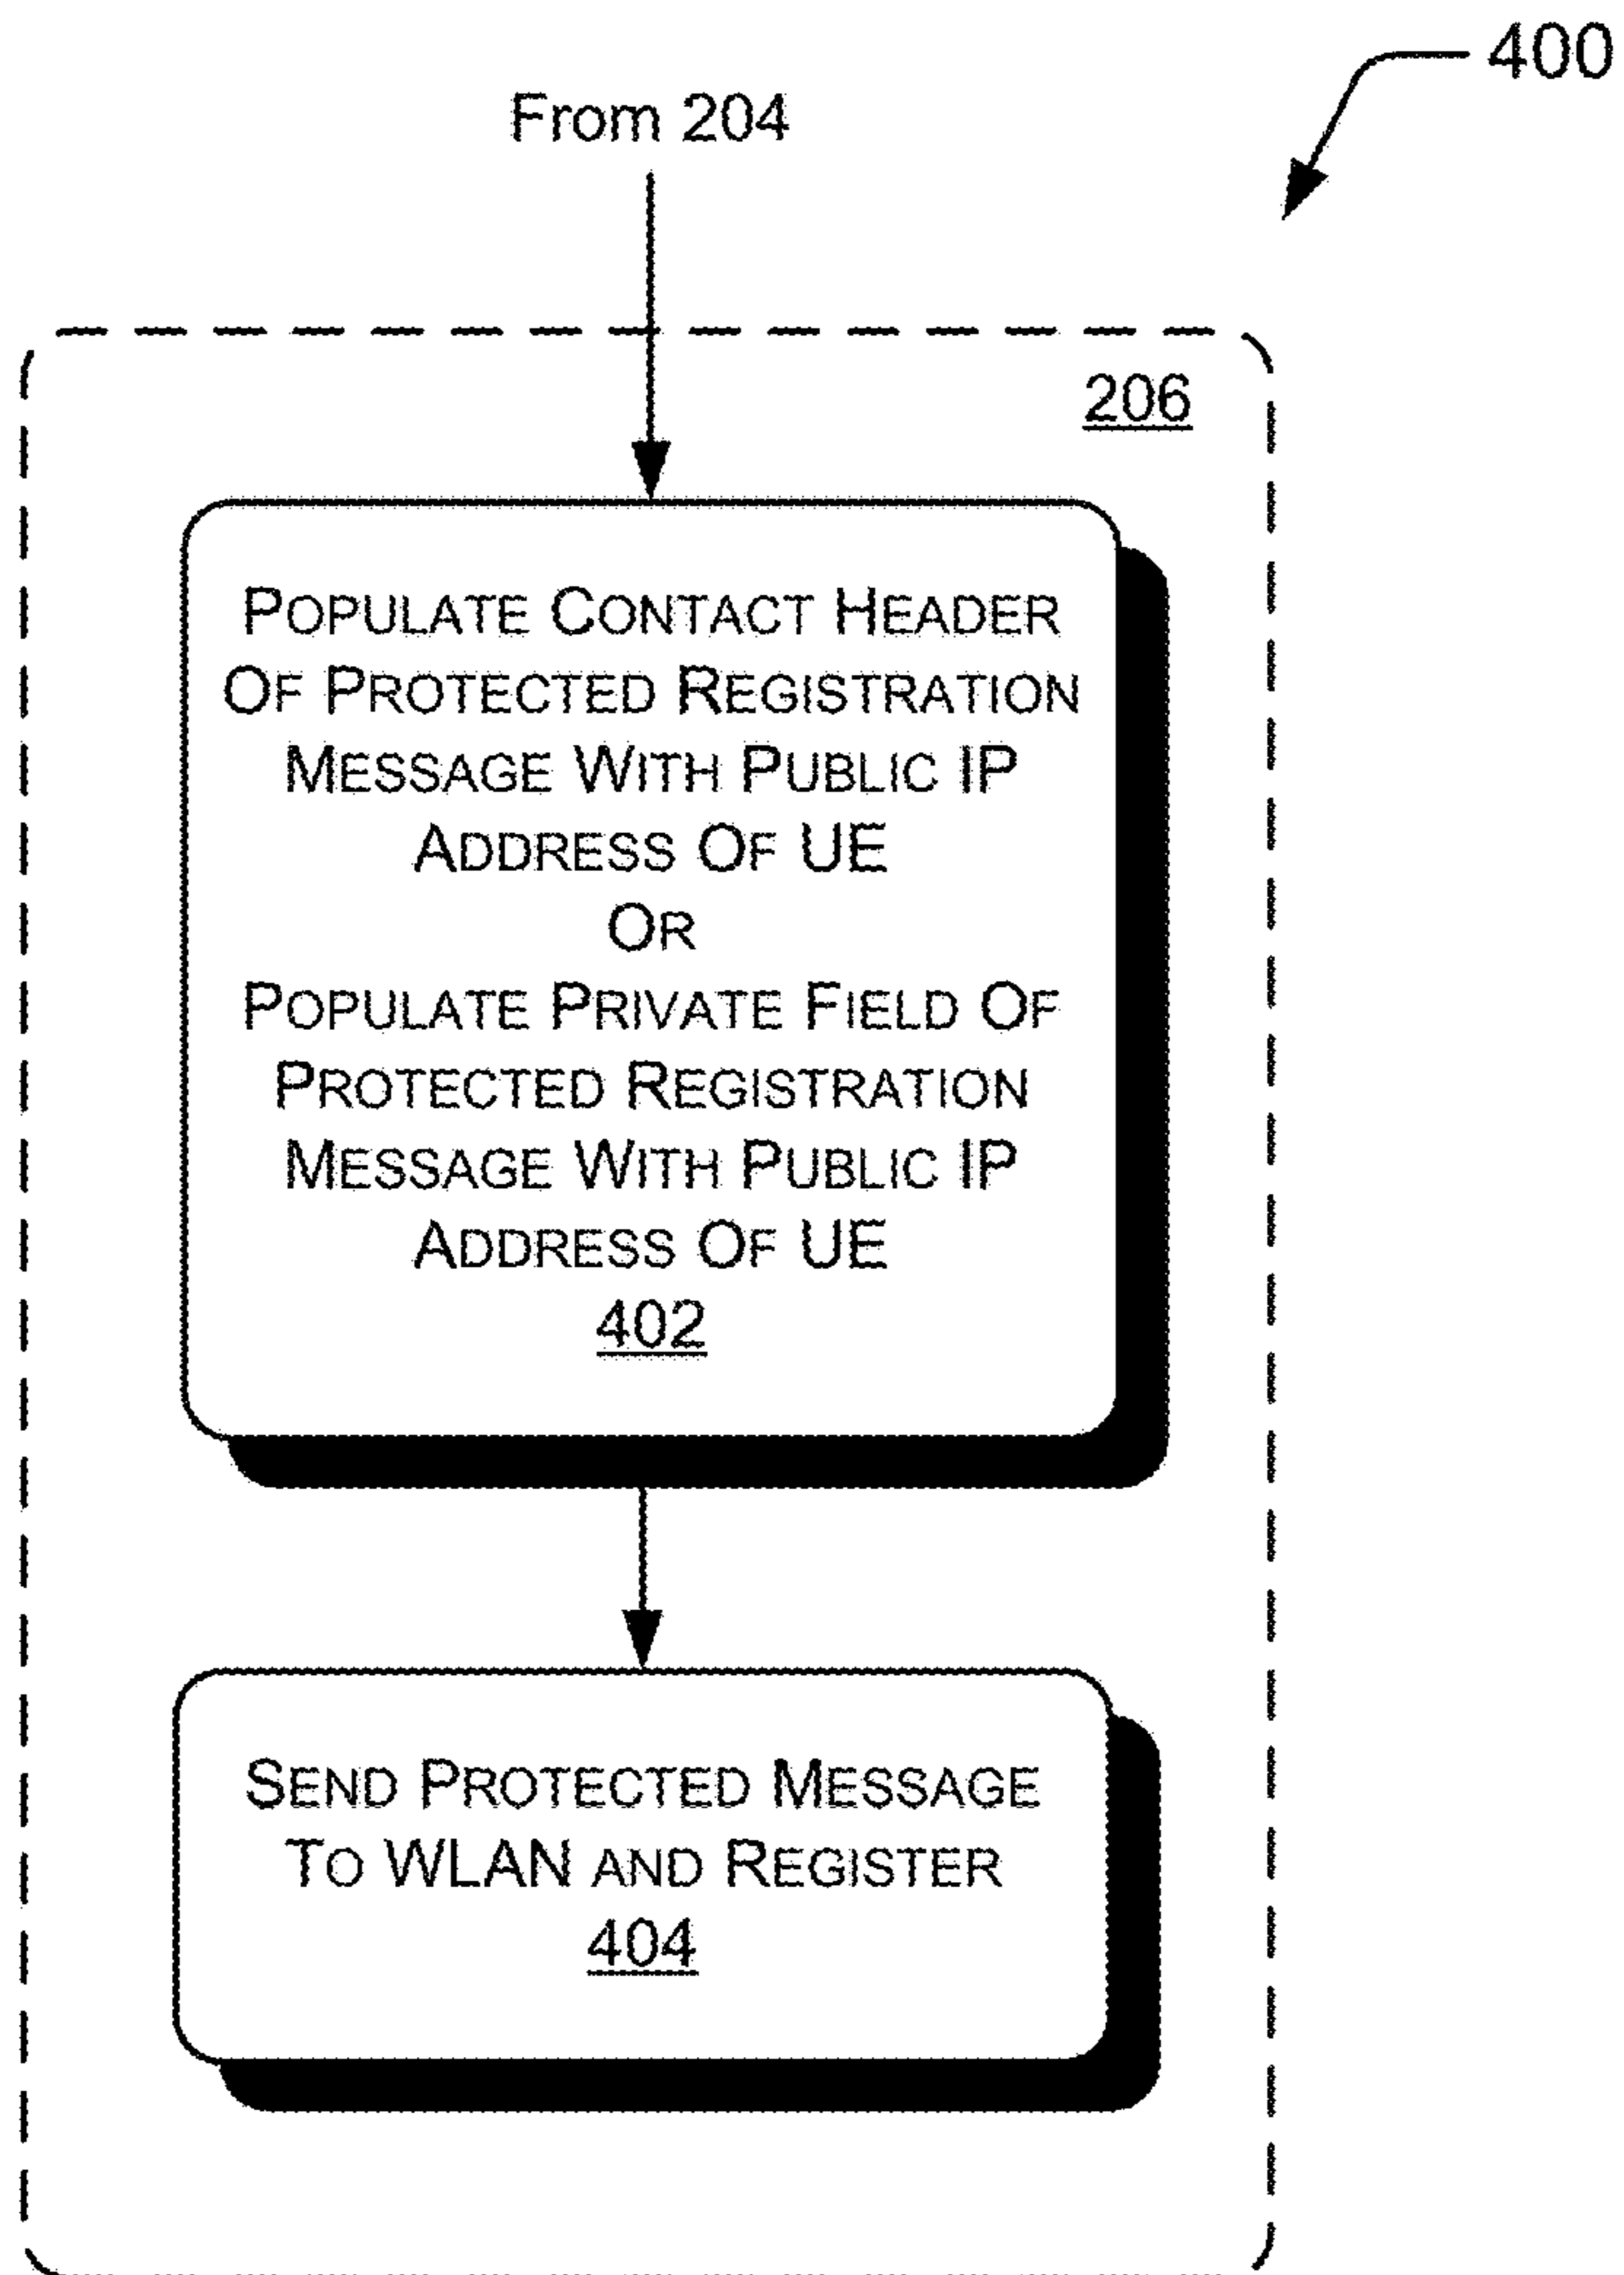 400
From 204
206
POPULATE CONTACT HEADER
OF PROTECTED REGISTRATION
MESSAGE WITH PUBLIC IP
ADDRESS OF UE
OR
POPULATE PRIVATE FIELD OF
PROTECTED REGISTRATION
MESSAGE WITH PUBLIC IP
ADDRESS OF UE
402
SEND PROTECTED MESSAGE
TO WLAN AND REGISTER
404